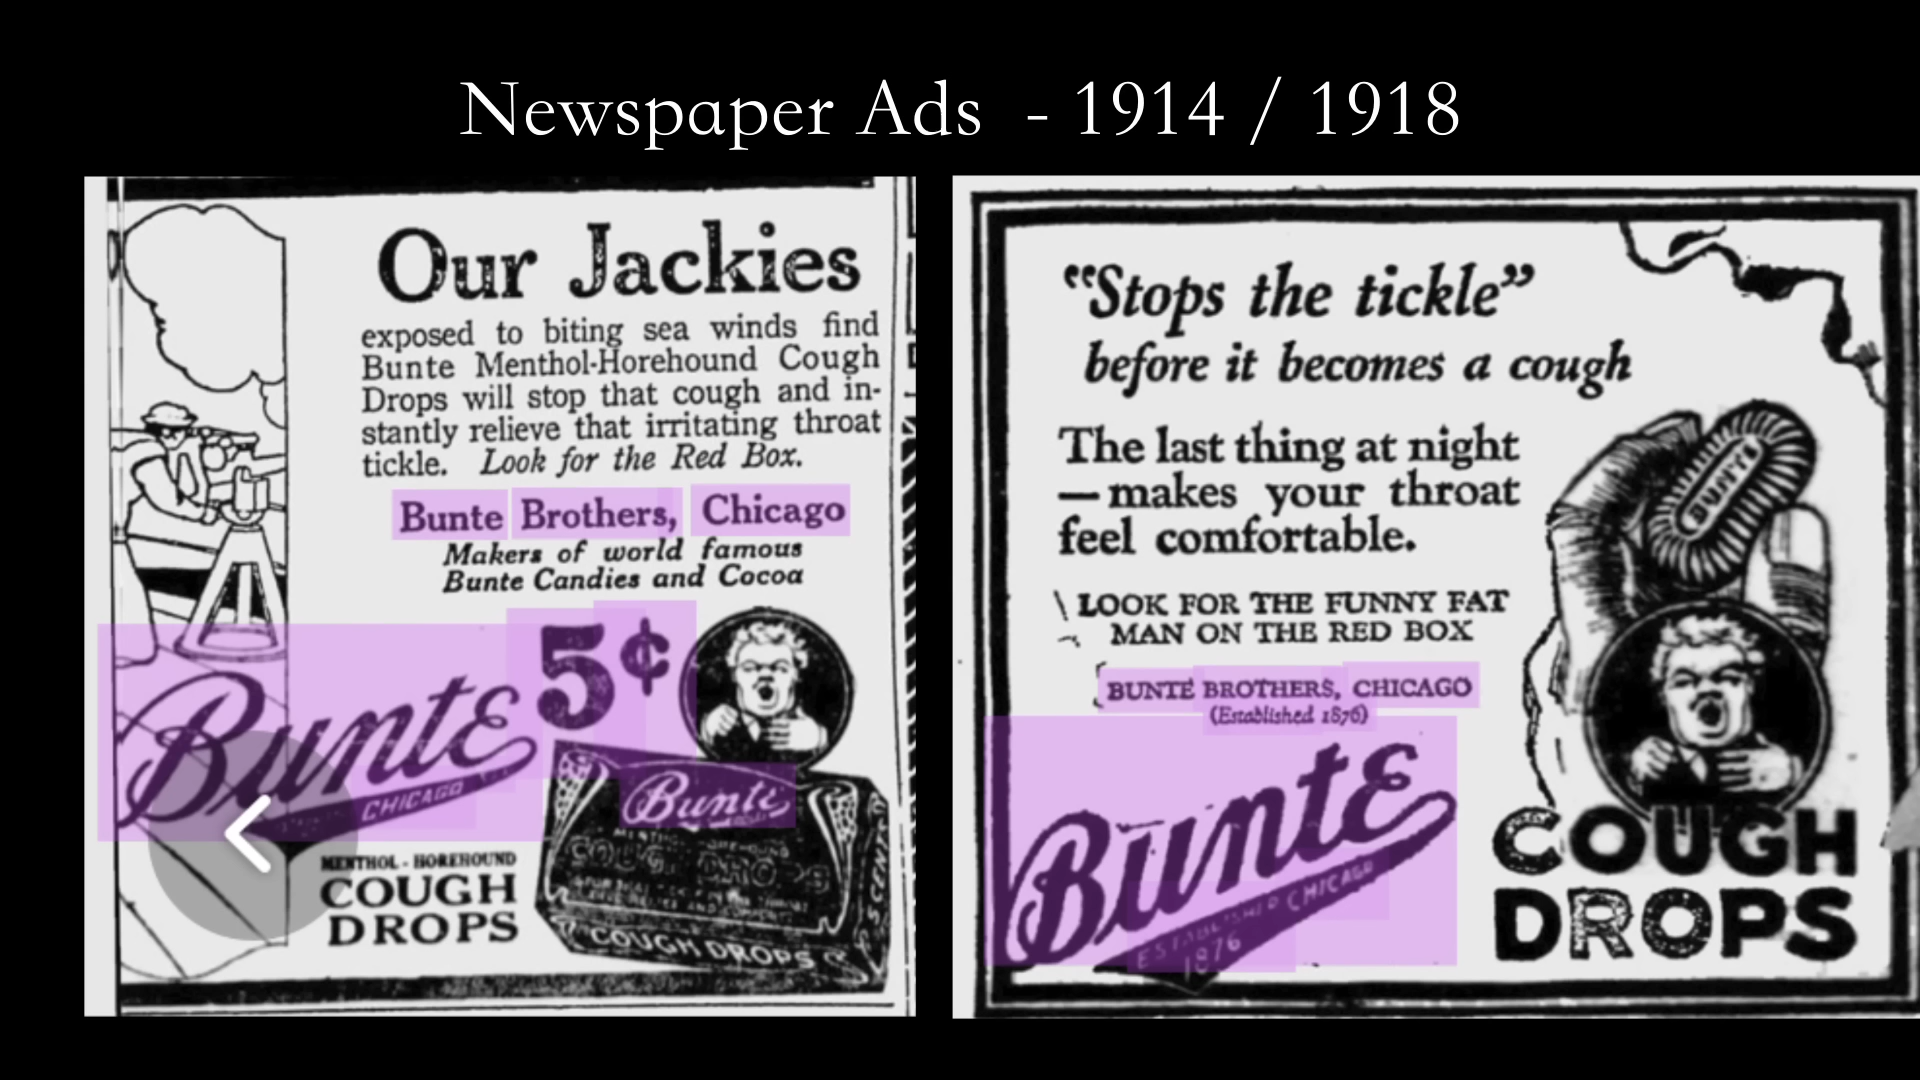 Newspaper Ads - 1914 / 1918
Our Jackies
exposed to biting sea winds find
Bunte Menthol-Horehound Cough
Drops will stop that cough and in-
stantly relieve that irritating throat
tickle. Look for the Red Box.
Bunte Brothers, Chicago
Makers of world famous
Bunte Candies and Cocoa
5¢
Bunte
CHICAGO
MENTHOL - HOREHOUND
COUGH
DROPS
Bunte
COUGH DROPS
COUGH DROPS
"Stops the tickle"
before it becomes a cough
The last thing at night
—makes your throat
feel comfortable.
LOOK FOR THE FUNNY FAT
MAN ON THE RED BOX
BUNTE BROTHERS, CHICAGO
(Established 1876)
BUNTE
Bunte
ESTABLISHED CHICAGO
1876
COUGH
DROPS